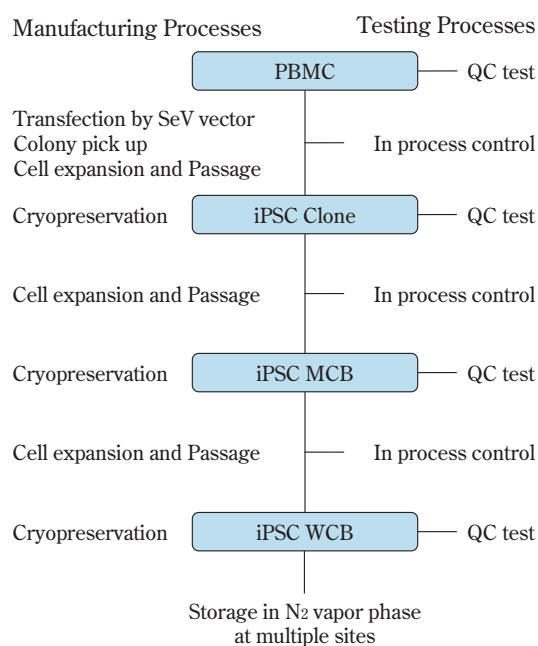 Manufacturing Processes
Testing Processes
PBMC
QC test
Transfection by SeV vector
Colony pick up
Cell expansion and Passage
In process control
Cryopreservation
iPSC Clone
QC test
Cell expansion and Passage
In process control
Cryopreservation
iPSC MCB
QC test
Cell expansion and Passage
In process control
Cryopreservation
iPSC WCB
QC test
Storage in N2 vapor phase
at multiple sites